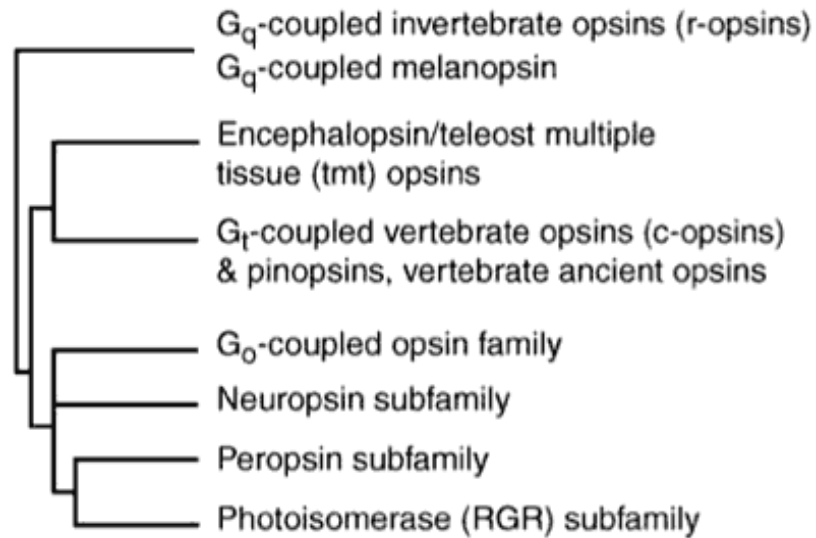 Gq-coupled invertebrate opsins (r-opsins)
Gq-coupled melanopsin
Encephalopsin/teleost multiple
tissue (tmt) opsins
Gt-coupled vertebrate opsins (c-opsins)
& pinopsins, vertebrate ancient opsins
Go-coupled opsin family
Neuropsin subfamily
Peropsin subfamily
Photoisomerase (RGR) subfamily